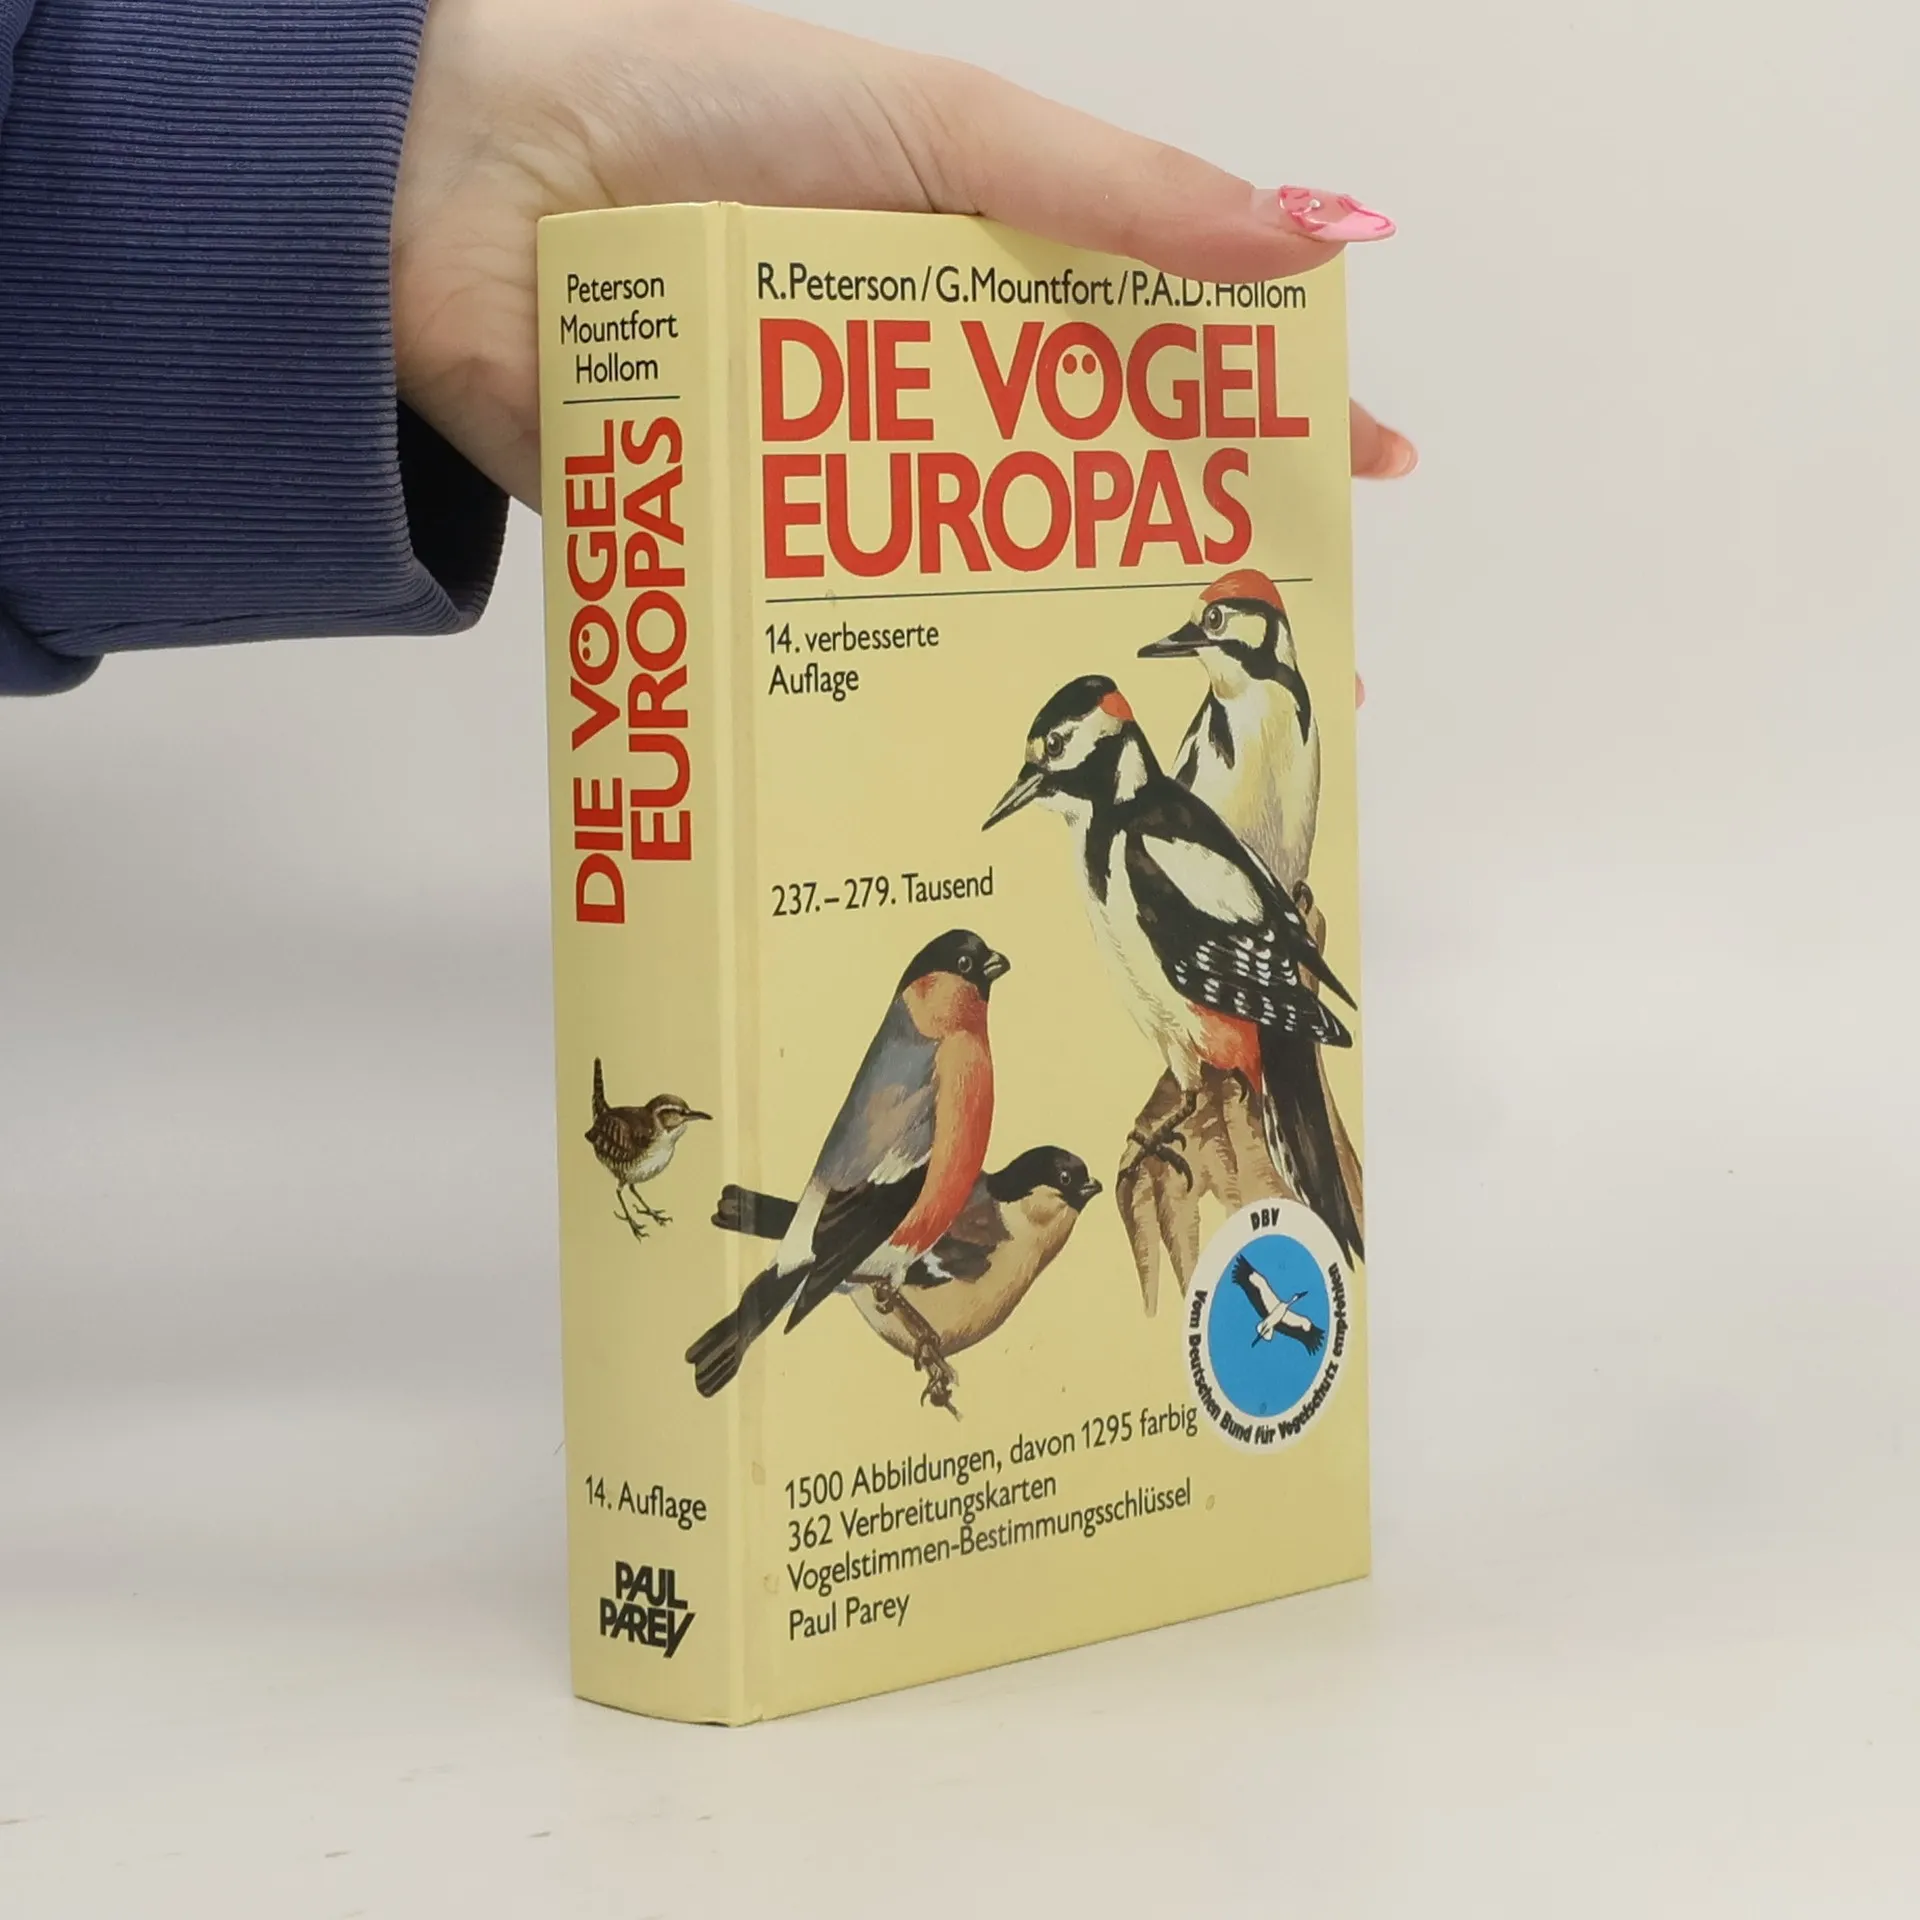 Peterson
Mountfort
Hollom
DIE VÖGEL
EUROPAS
14. Auflage
PAUL
PAREY
R.Peterson/G.Mountfort/P.A.D.Hollom
DIE VÖGEL
EUROPAS
14. verbesserte
Auflage
237.–279. Tausend
DBV
Vom Deutschen Bund für Vogelschutz empfohlen
1500 Abbildungen, davon 1295 farbig
362 Verbreitungskarten
Vogelstimmen-Bestimmungsschlüssel
Paul Parey